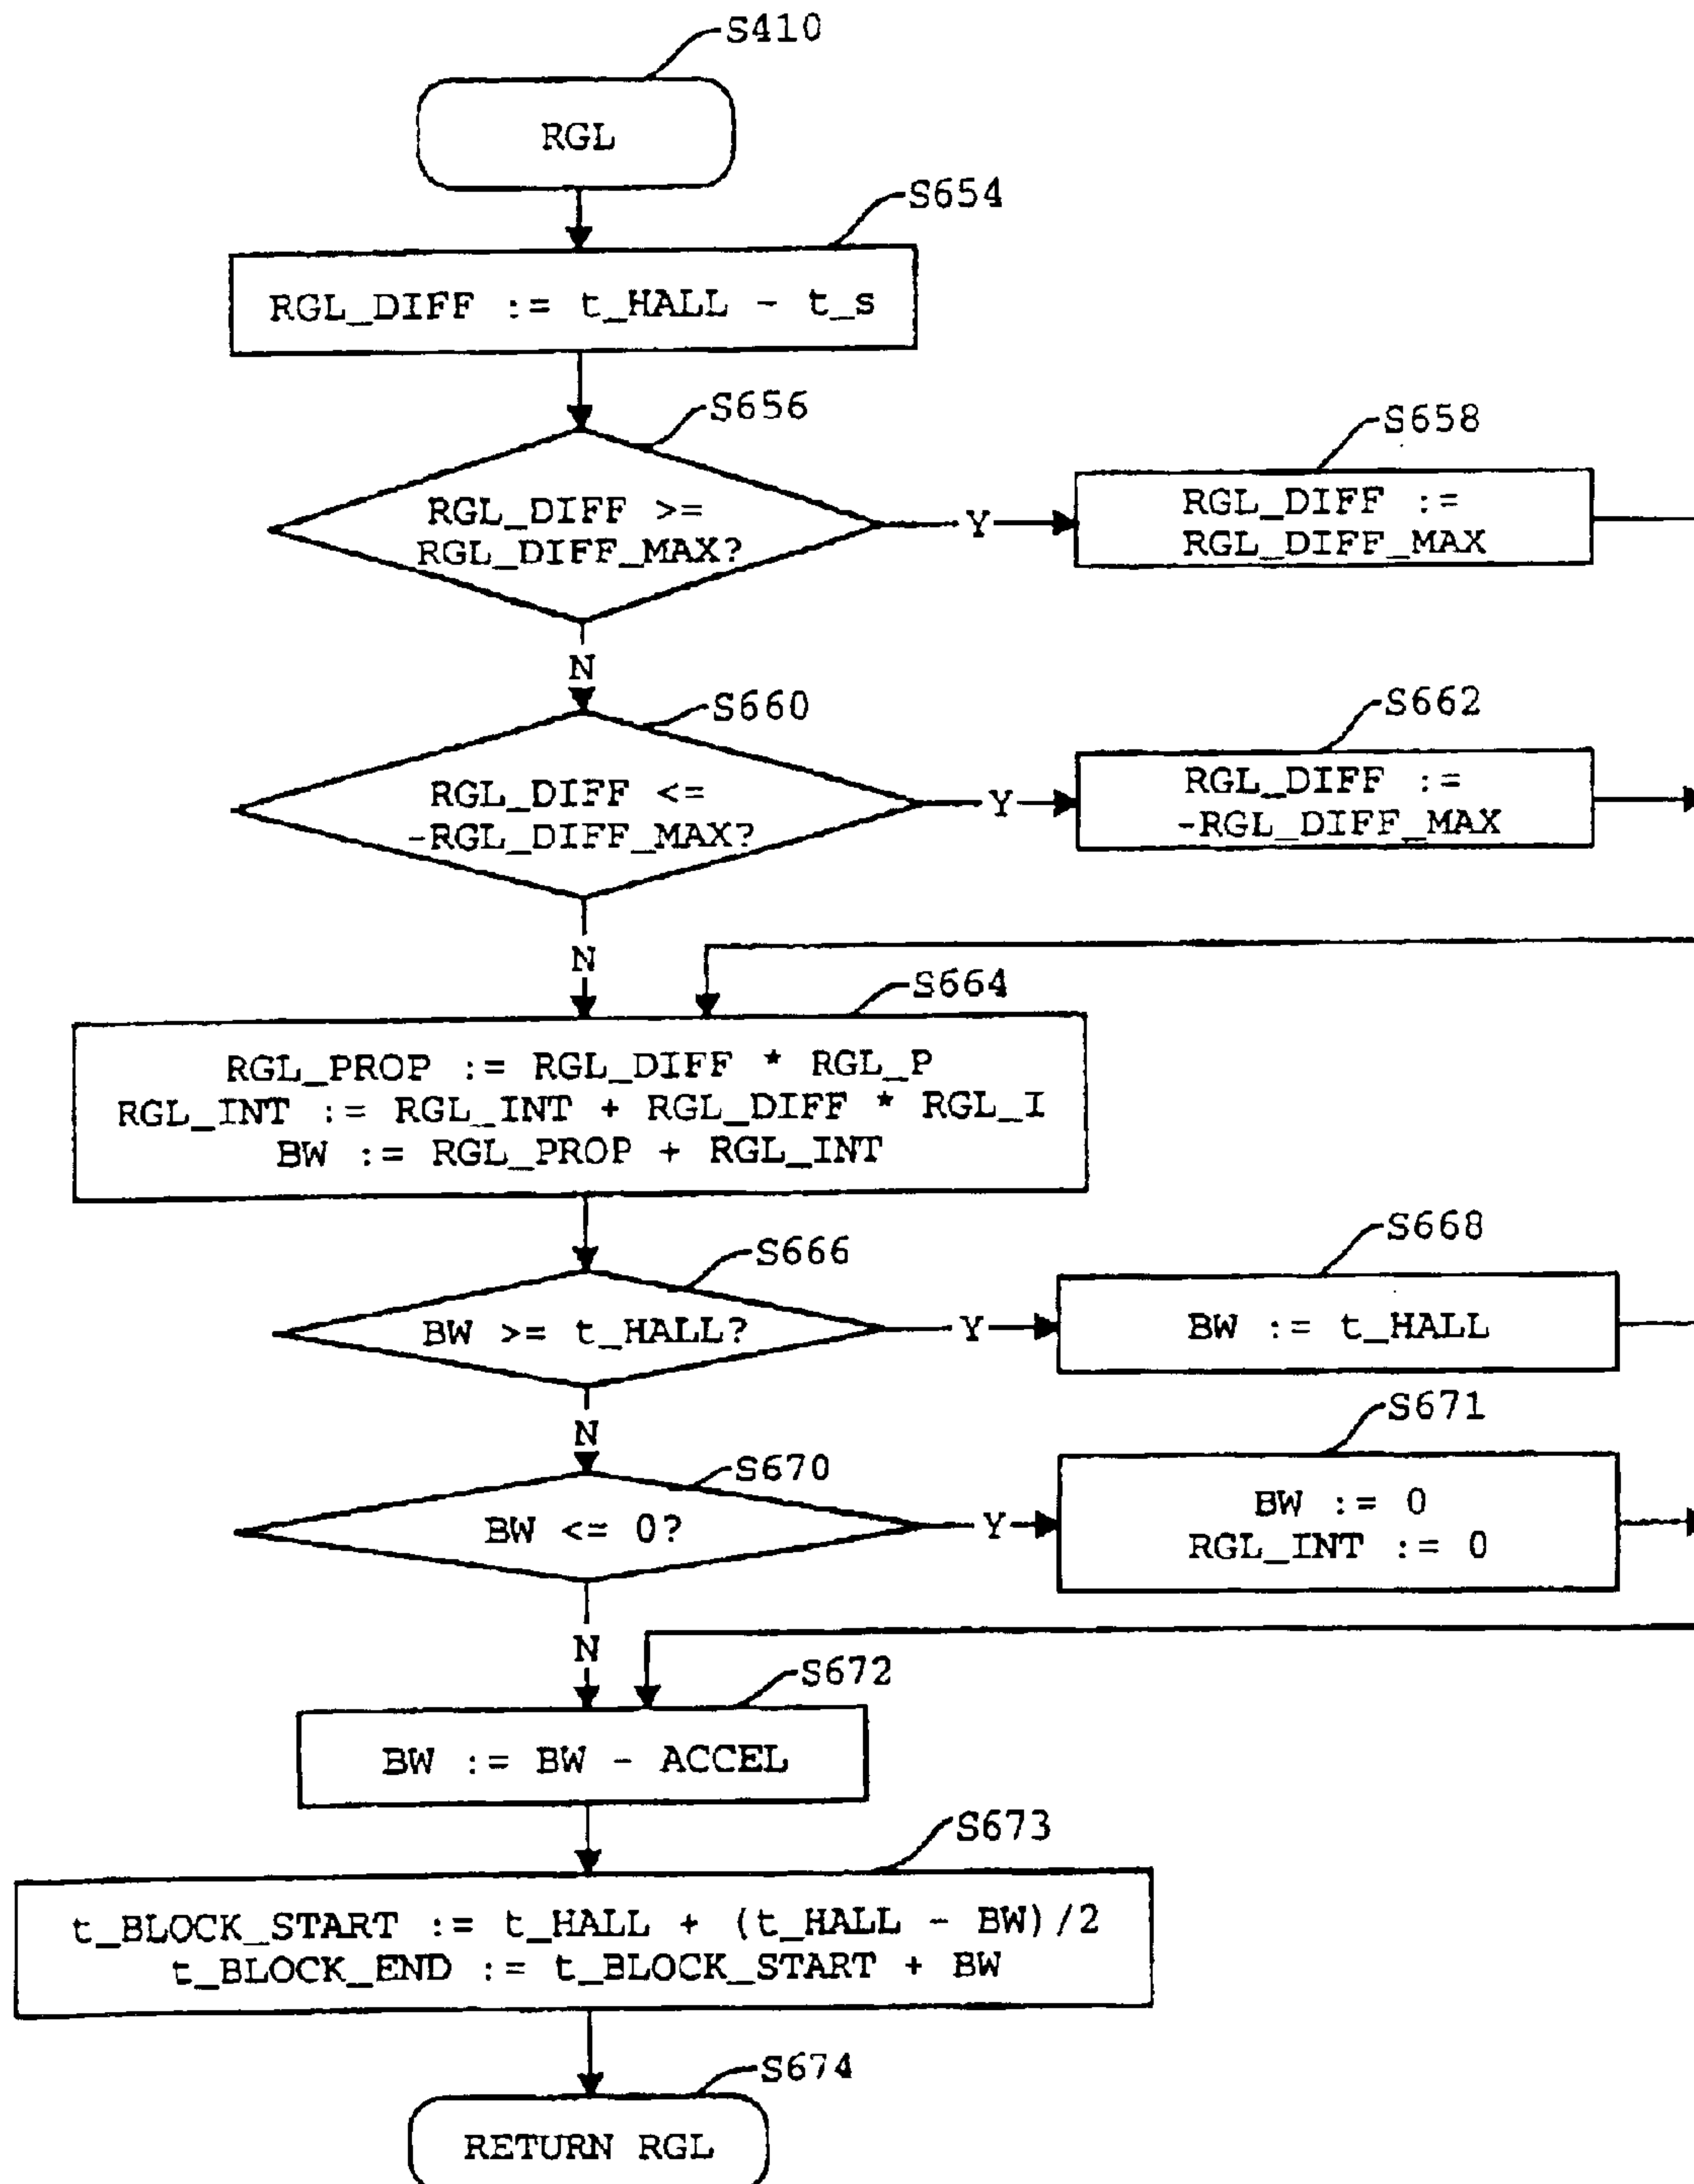 S410
RGL
S654
RGL_DIFF := t_HALL - t_s
S656
RGL_DIFF >=
RGL_DIFF_MAX?
Y
S658
RGL_DIFF :=
RGL_DIFF_MAX
N
S660
RGL_DIFF <=
-RGL_DIFF_MAX?
Y
S662
RGL_DIFF :=
-RGL_DIFF_MAX
N
S664
RGL_PROP := RGL_DIFF * RGL_P
RGL_INT := RGL_INT + RGL_DIFF * RGL_I
BW := RGL_PROP + RGL_INT
S666
BW >= t_HALL?
Y
S668
BW := t_HALL
N
S670
BW <= 0?
Y
S671
BW := 0
RGL_INT := 0
N
S672
BW := BW - ACCEL
S673
t_BLOCK_START := t_HALL + (t_HALL - BW)/2
t_BLOCK_END := t_BLOCK_START + BW
S674
RETURN RGL